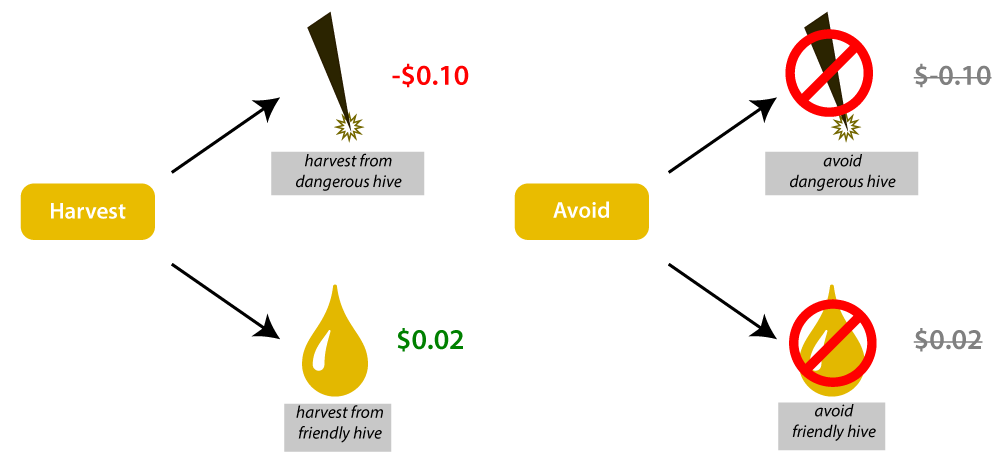 -$0.10
harvest from
dangerous hive
Harvest
$0.02
harvest from
friendly hive
$-0.10
avoid
dangerous hive
Avoid
$0.02
avoid
friendly hive